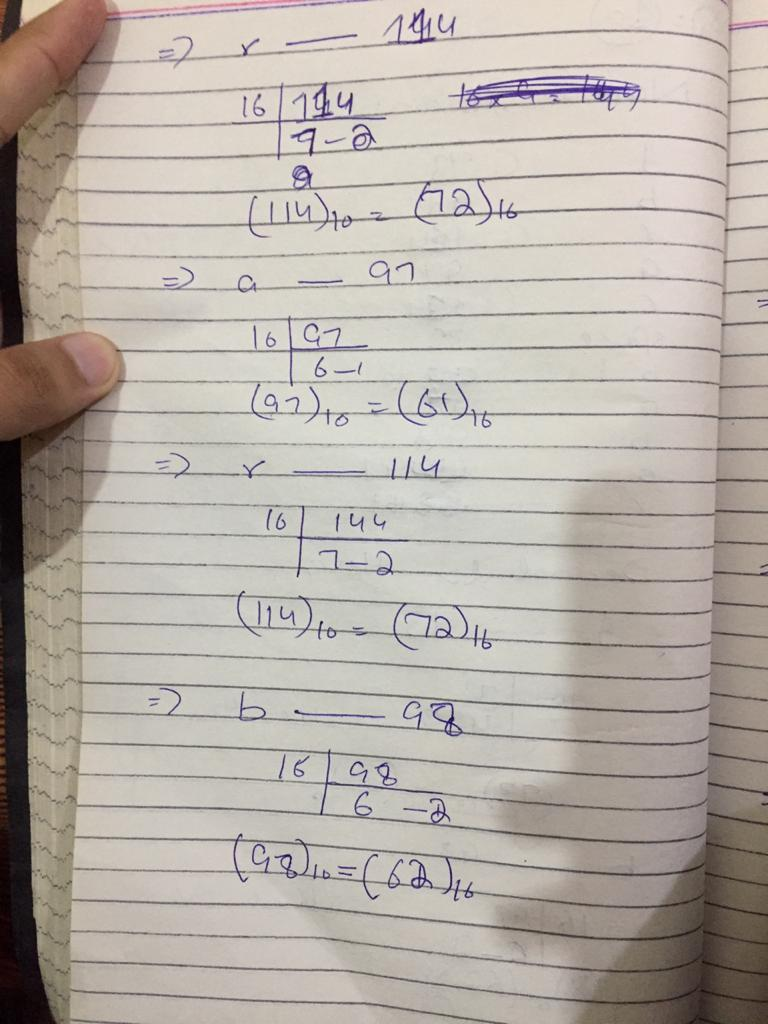 => r — 114
16 | 114
7 - 2
(114)10 = (72)16
=> a — 97
16 | 97
6 - 1
(97)10 = (61)16
=> r — 114
16 | 144
7 - 2
(114)10 = (72)16
=> b — 98
16 | 98
6 - 2
(98)10 = (62)16